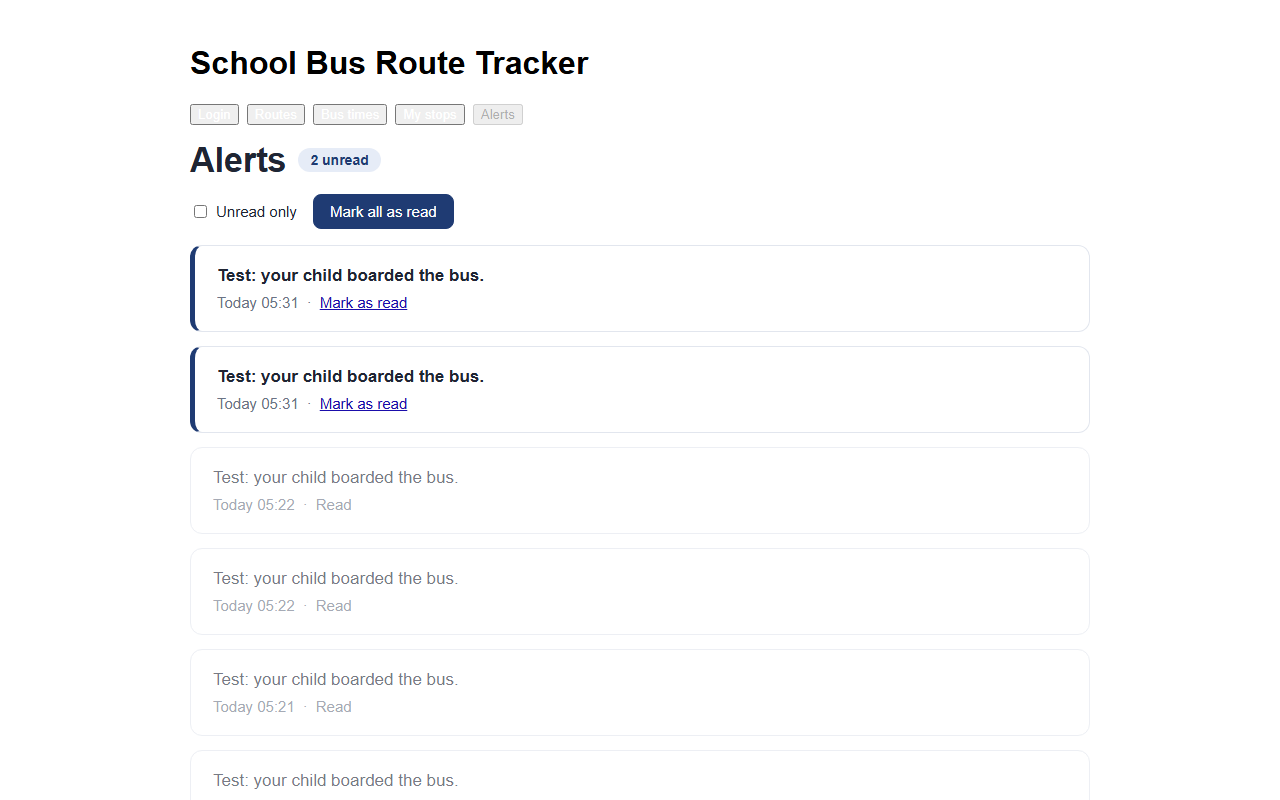 School Bus Route Tracker
Login Routes Bus times My stops Alerts
Alerts 2 unread
Unread only Mark all as read
Test: your child boarded the bus.
Today 05:31 · Mark as read
Test: your child boarded the bus.
Today 05:31 · Mark as read
Test: your child boarded the bus.
Today 05:22 · Read
Test: your child boarded the bus.
Today 05:22 · Read
Test: your child boarded the bus.
Today 05:21 · Read
Test: your child boarded the bus.